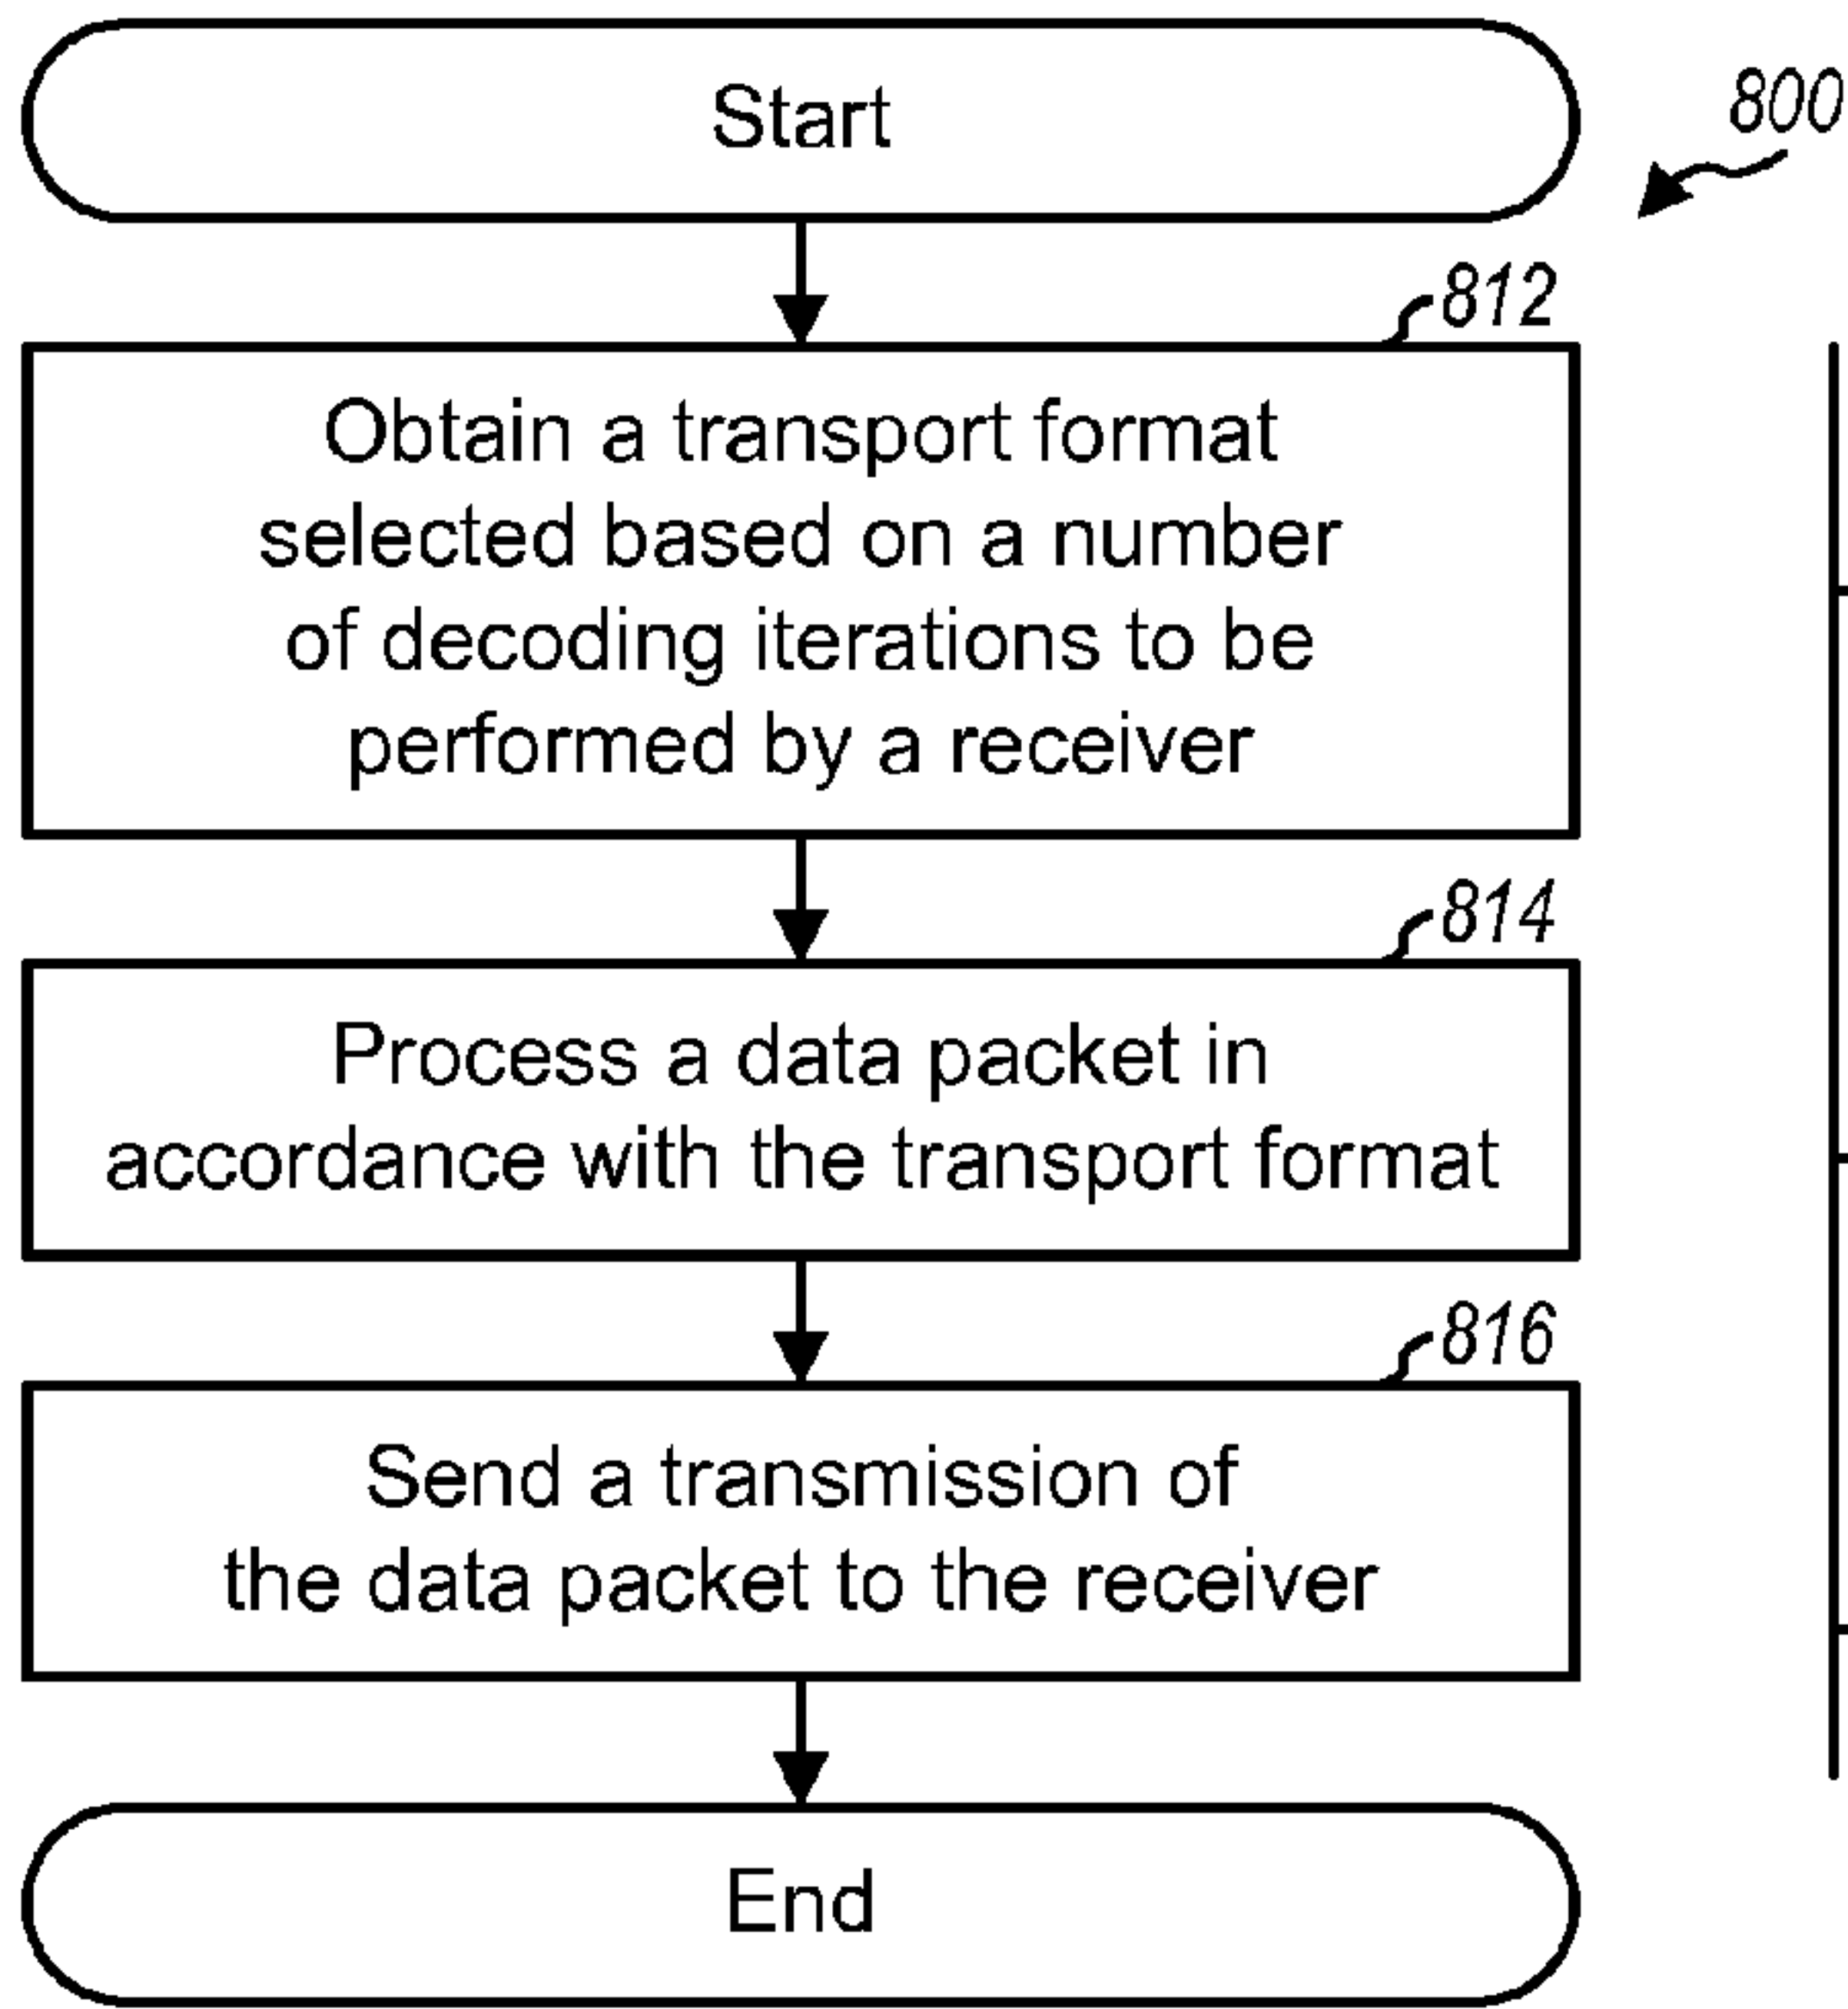 Start
800
812
Obtain a transport format
selected based on a number
of decoding iterations to be
performed by a receiver
814
Process a data packet in
accordance with the transport format
816
Send a transmission of
the data packet to the receiver
End